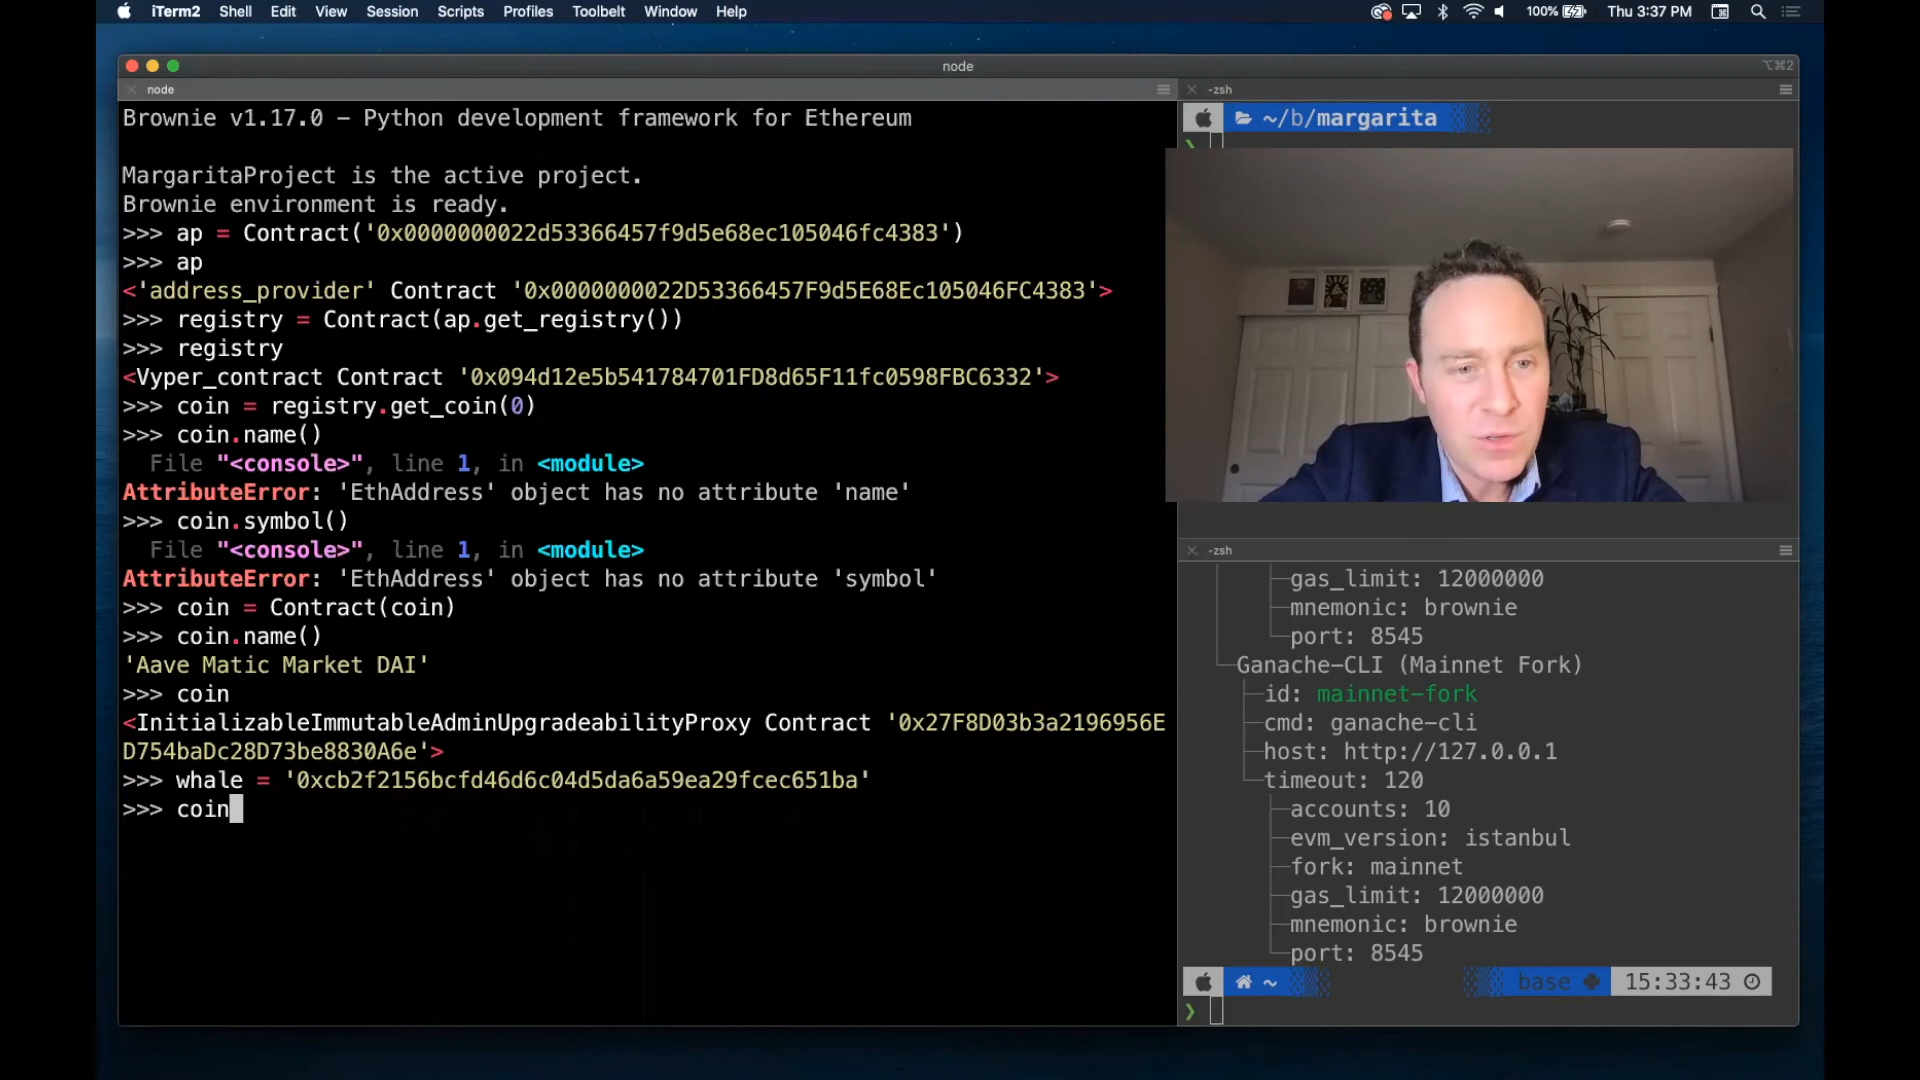 iTerm2 Shell Edit View Session Scripts Profiles Toolbelt Window Help 100% Thu 3:37 PM
node ⌥⌘2
node
-zsh
Brownie v1.17.0 – Python development framework for Ethereum
MargaritaProject is the active project.
Brownie environment is ready.
>>> ap = Contract('0x0000000022d53366457f9d5e68ec105046fc4383')
>>> ap
<'address_provider' Contract '0x0000000022D53366457F9d5E68Ec105046FC4383'>
>>> registry = Contract(ap.get_registry())
>>> registry
<Vyper_contract Contract '0x094d12e5b541784701FD8d65F11fc0598FBC6332'>
>>> coin = registry.get_coin(0)
>>> coin.name()
File "<console>", line 1, in <module>
AttributeError: 'EthAddress' object has no attribute 'name'
>>> coin.symbol()
File "<console>", line 1, in <module>
AttributeError: 'EthAddress' object has no attribute 'symbol'
>>> coin = Contract(coin)
>>> coin.name()
'Aave Matic Market DAI'
>>> coin
<InitializableImmutableAdminUpgradeabilityProxy Contract '0x27F8D03b3a2196956E
D754baDc28D73be8830A6e'>
>>> whale = '0xcb2f2156bcfd46d6c04d5da6a59ea29fcec651ba'
>>> coin
~/b/margarita
❯
-zsh
gas_limit: 12000000
mnemonic: brownie
port: 8545
Ganache-CLI (Mainnet Fork)
id: mainnet-fork
cmd: ganache-cli
host: http://127.0.0.1
timeout: 120
accounts: 10
evm_version: istanbul
fork: mainnet
gas_limit: 12000000
mnemonic: brownie
port: 8545
~ base 15:33:43
❯